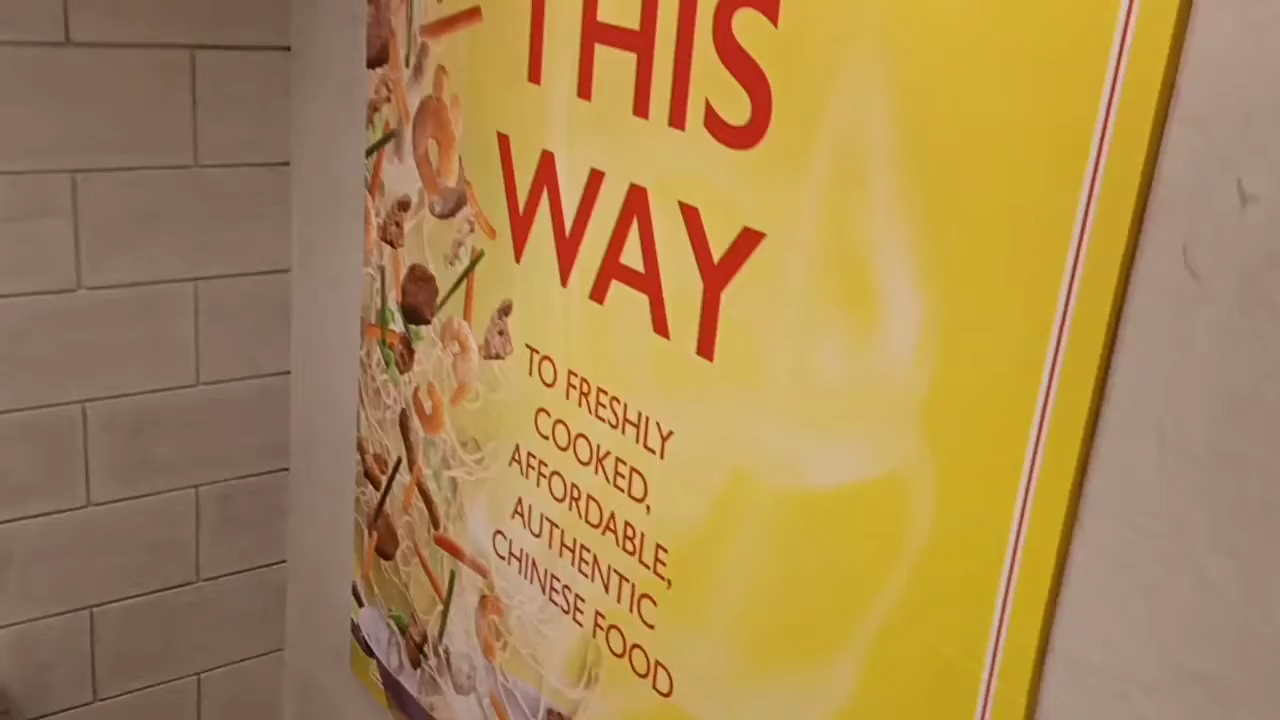 THIS
WAY
TO FRESHLY
COOKED,
AFFORDABLE,
AUTHENTIC
CHINESE FOOD